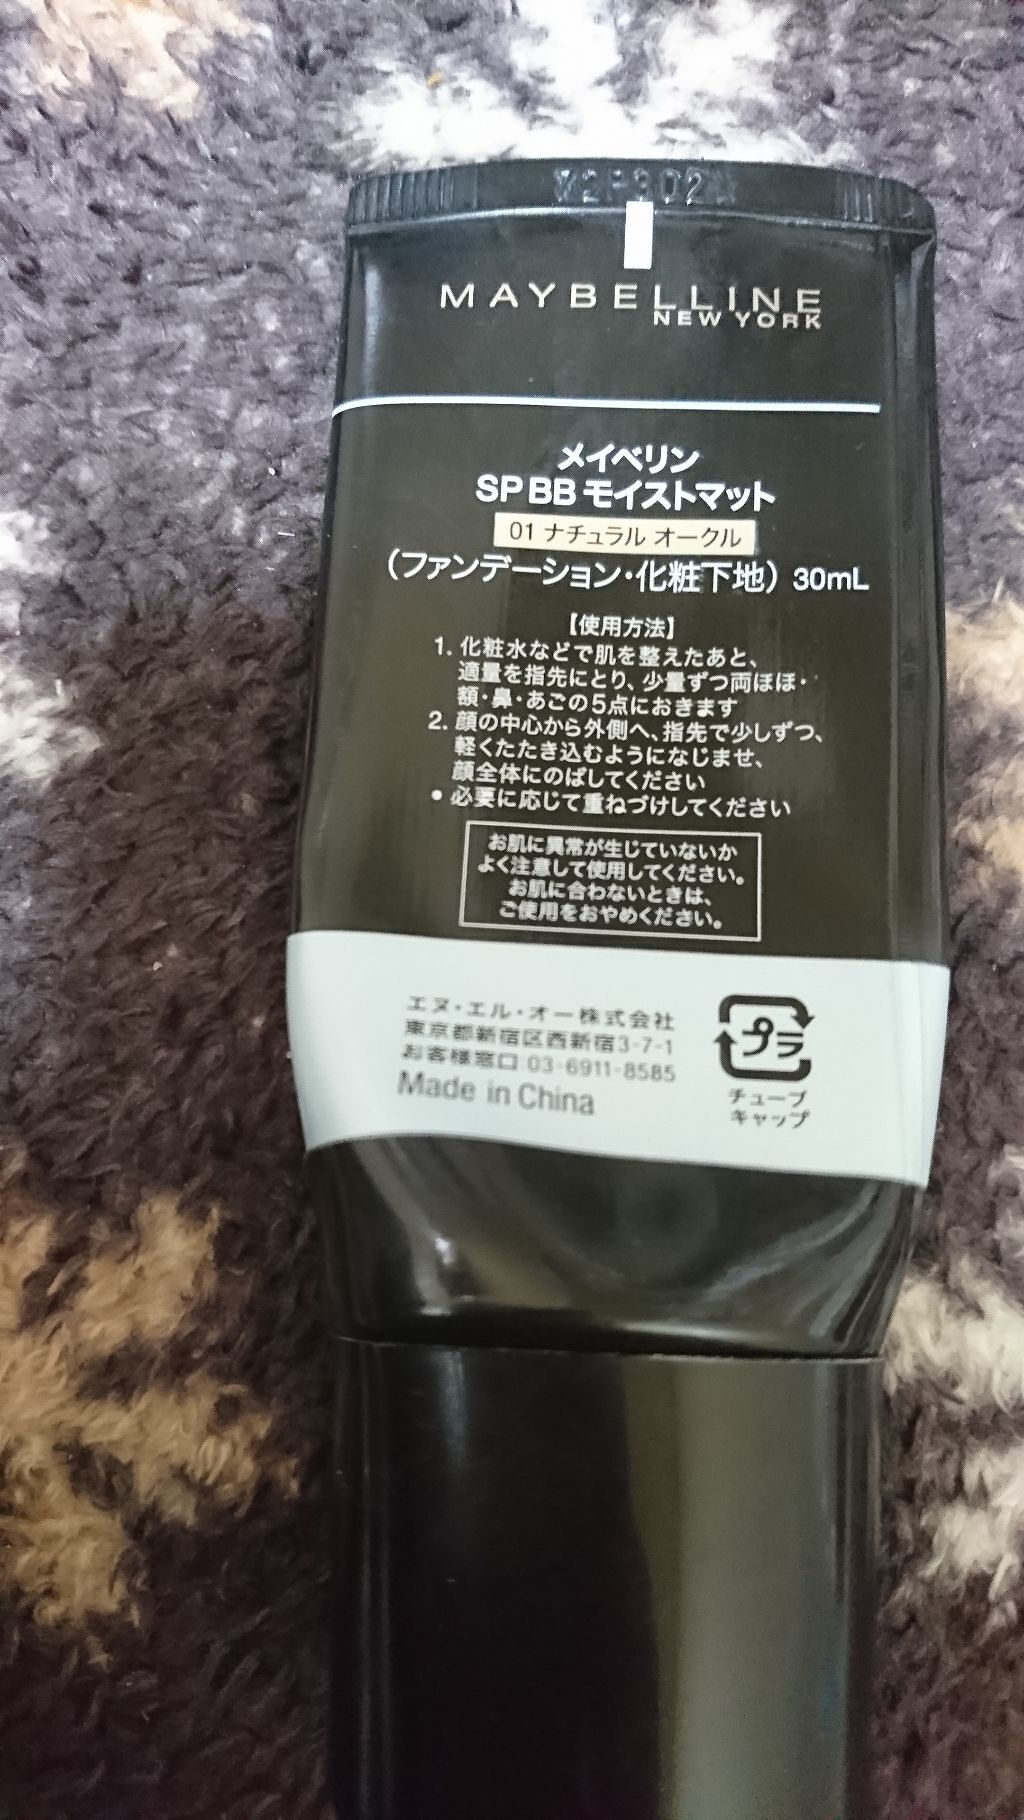 MAYBELLINE
NEW YORK
メイベリン
SP BB モイストマット
01 ナチュラル オークル
(ファンデーション・化粧下地) 30mL
【使用方法】
1. 化粧水などで肌を整えたあと、
適量を指先にとり、少量ずつ両ほほ・
額・鼻・あごの5点におきます
2. 顔の中心から外側へ、指先で少しずつ、
軽くたたき込むようになじませ、
顔全体にのばしてください
• 必要に応じて重ねづけしてください
お肌に異常が生じていないか
よく注意して使用してください。
お肌に合わないときは、
ご使用をおやめください。
エヌ・エル・オー株式会社
東京都新宿区西新宿3-7-1
お客様窓口 03-6911-8585
Made in China
プラ
チューブ
キャップ